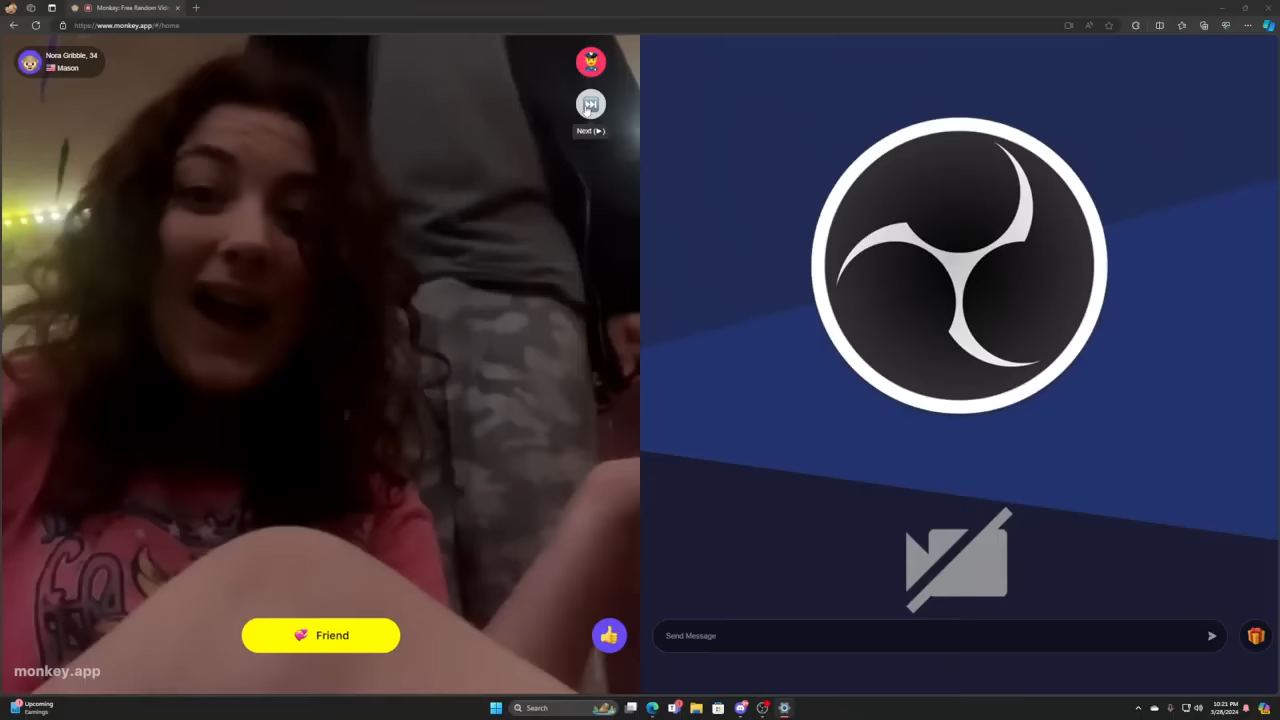 Monkey: Free Random Vid
https://www.monkey.app/#/home
Nora Gribble, 34
Mason
Next (►)
Friend
monkey.app
Send Message
Upcoming
Earnings
Search
10:21 PM
3/28/2024